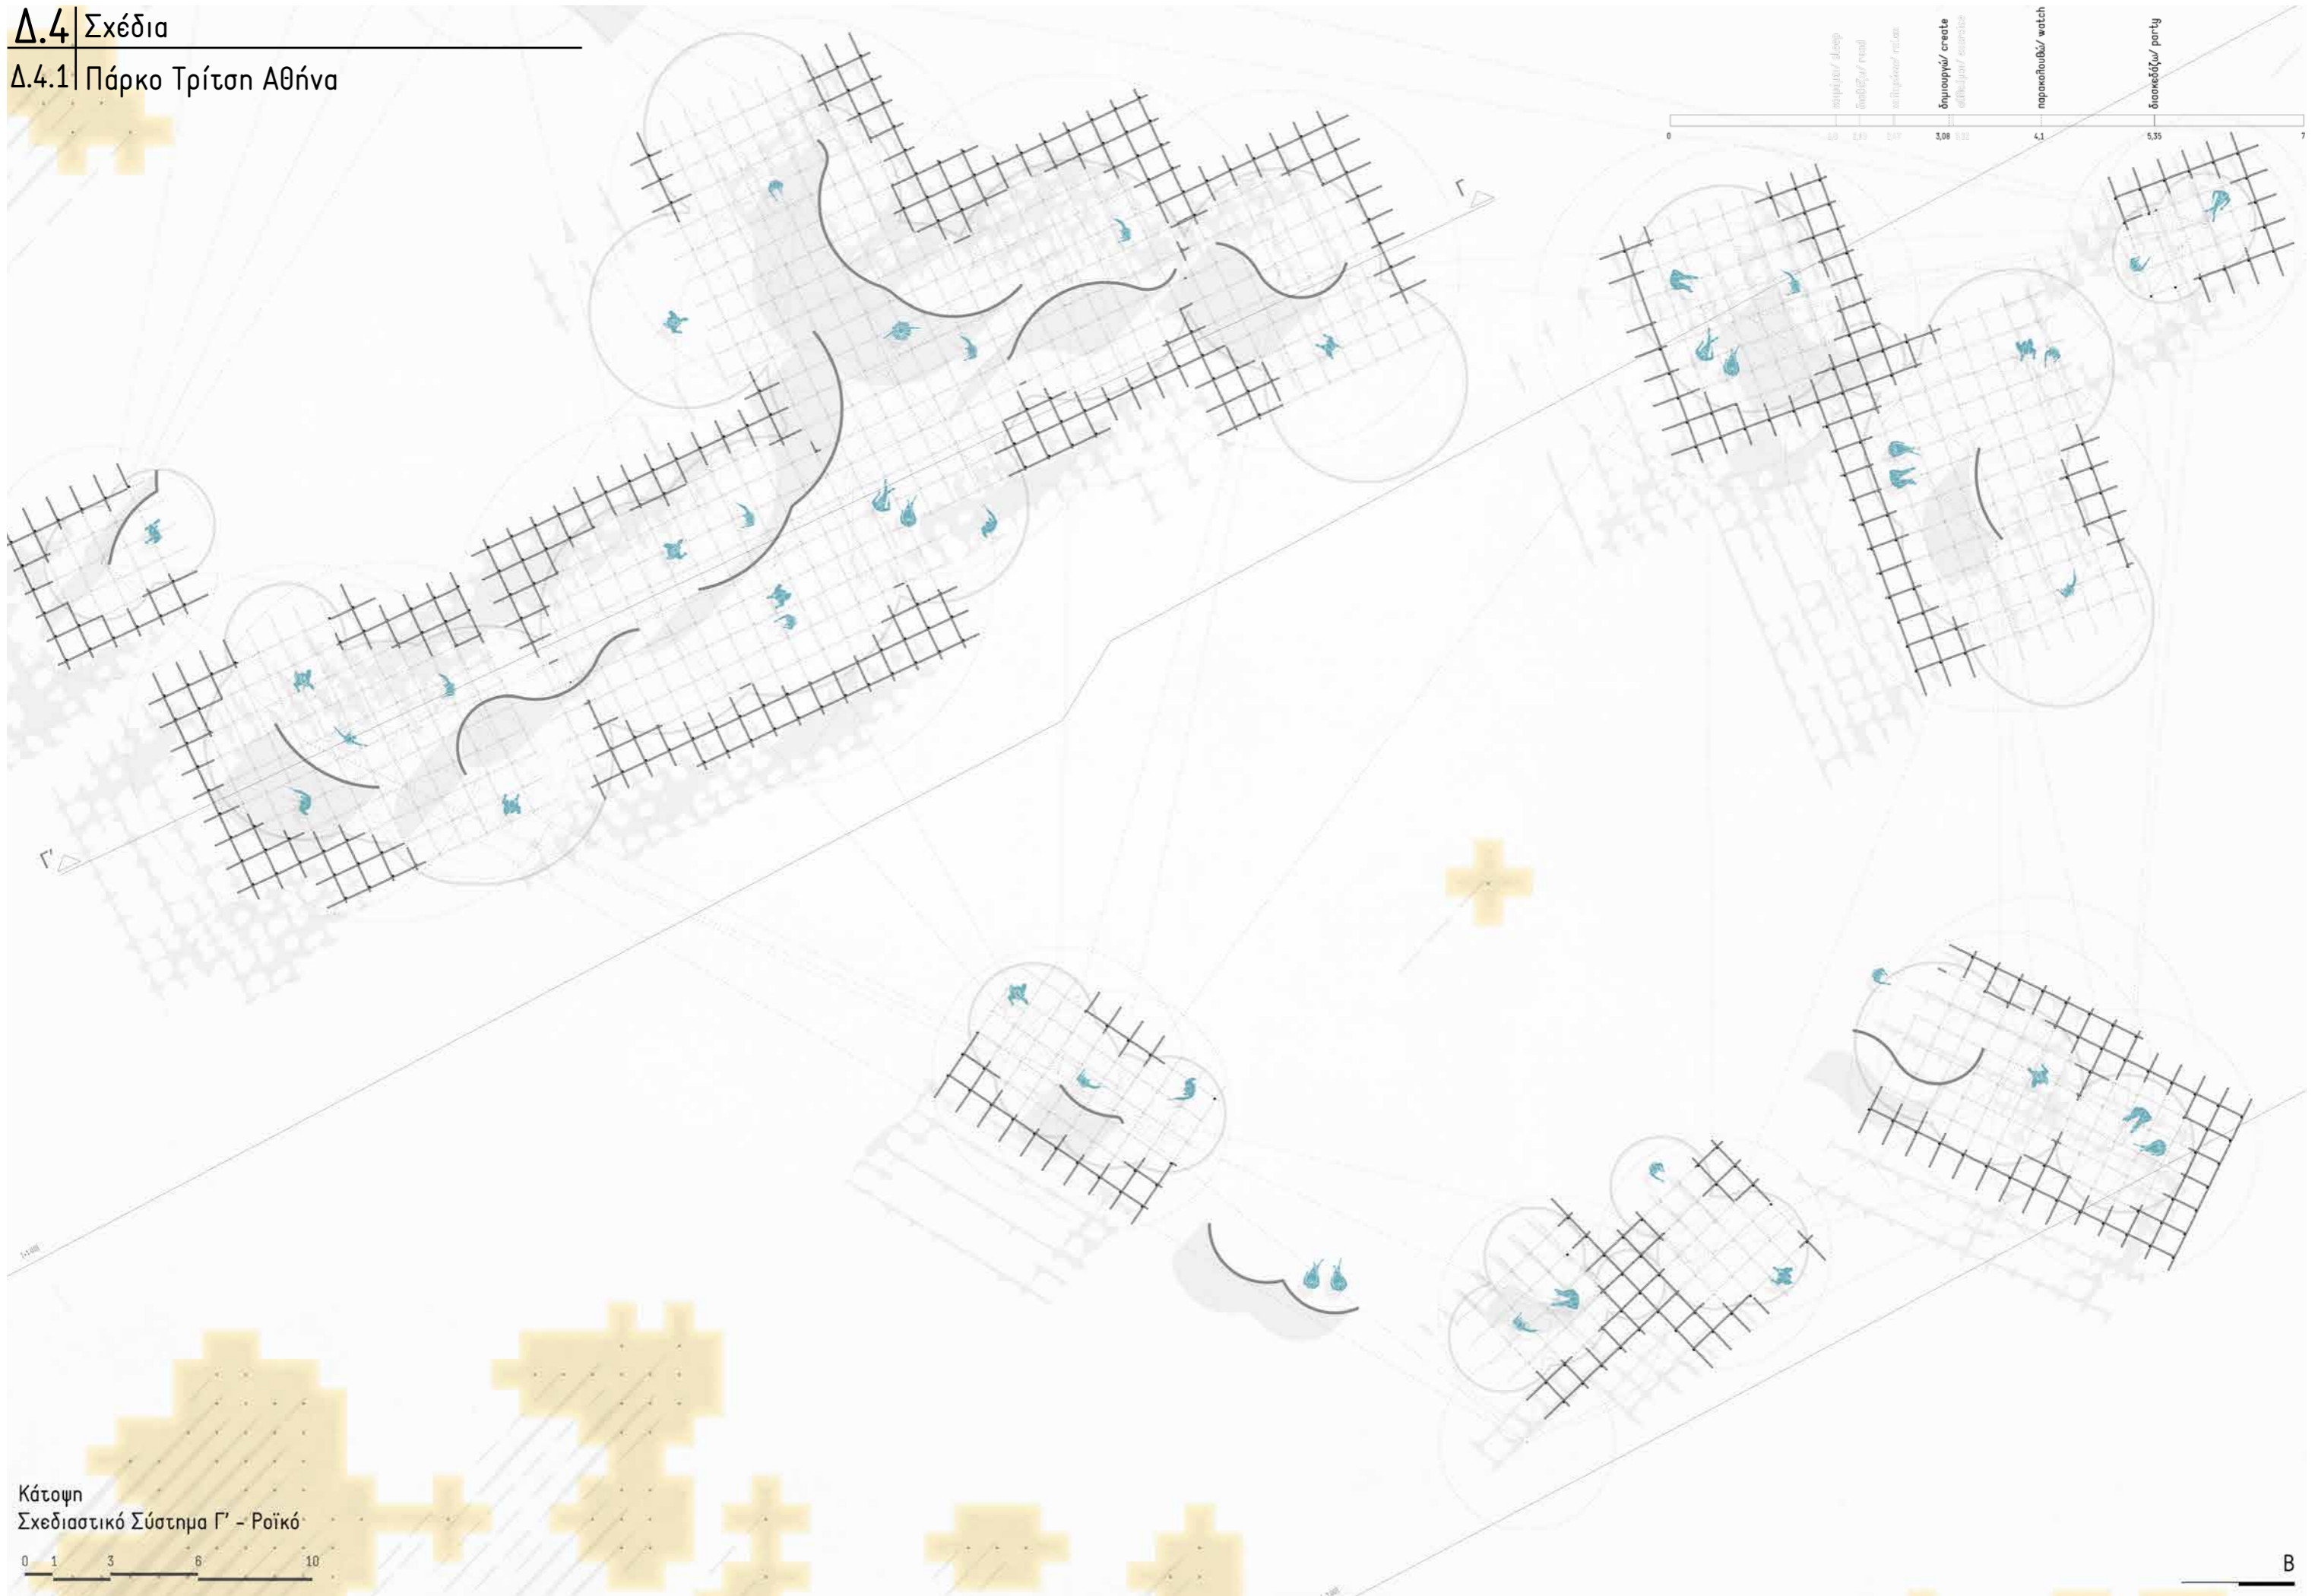 Δ.4 Σχέδια
Δ.4.1 Πάρκο Τρίτση Αθήνα
δημιουργώ/ create
παρακολουθώ/ watch
διασκεδάζω/ party
0 3,08 4,1 5,35 7
Γ
Γ'
Κάτοψη
Σχεδιαστικό Σύστημα Γ' - Ροϊκό
0 1 3 6 10
Β